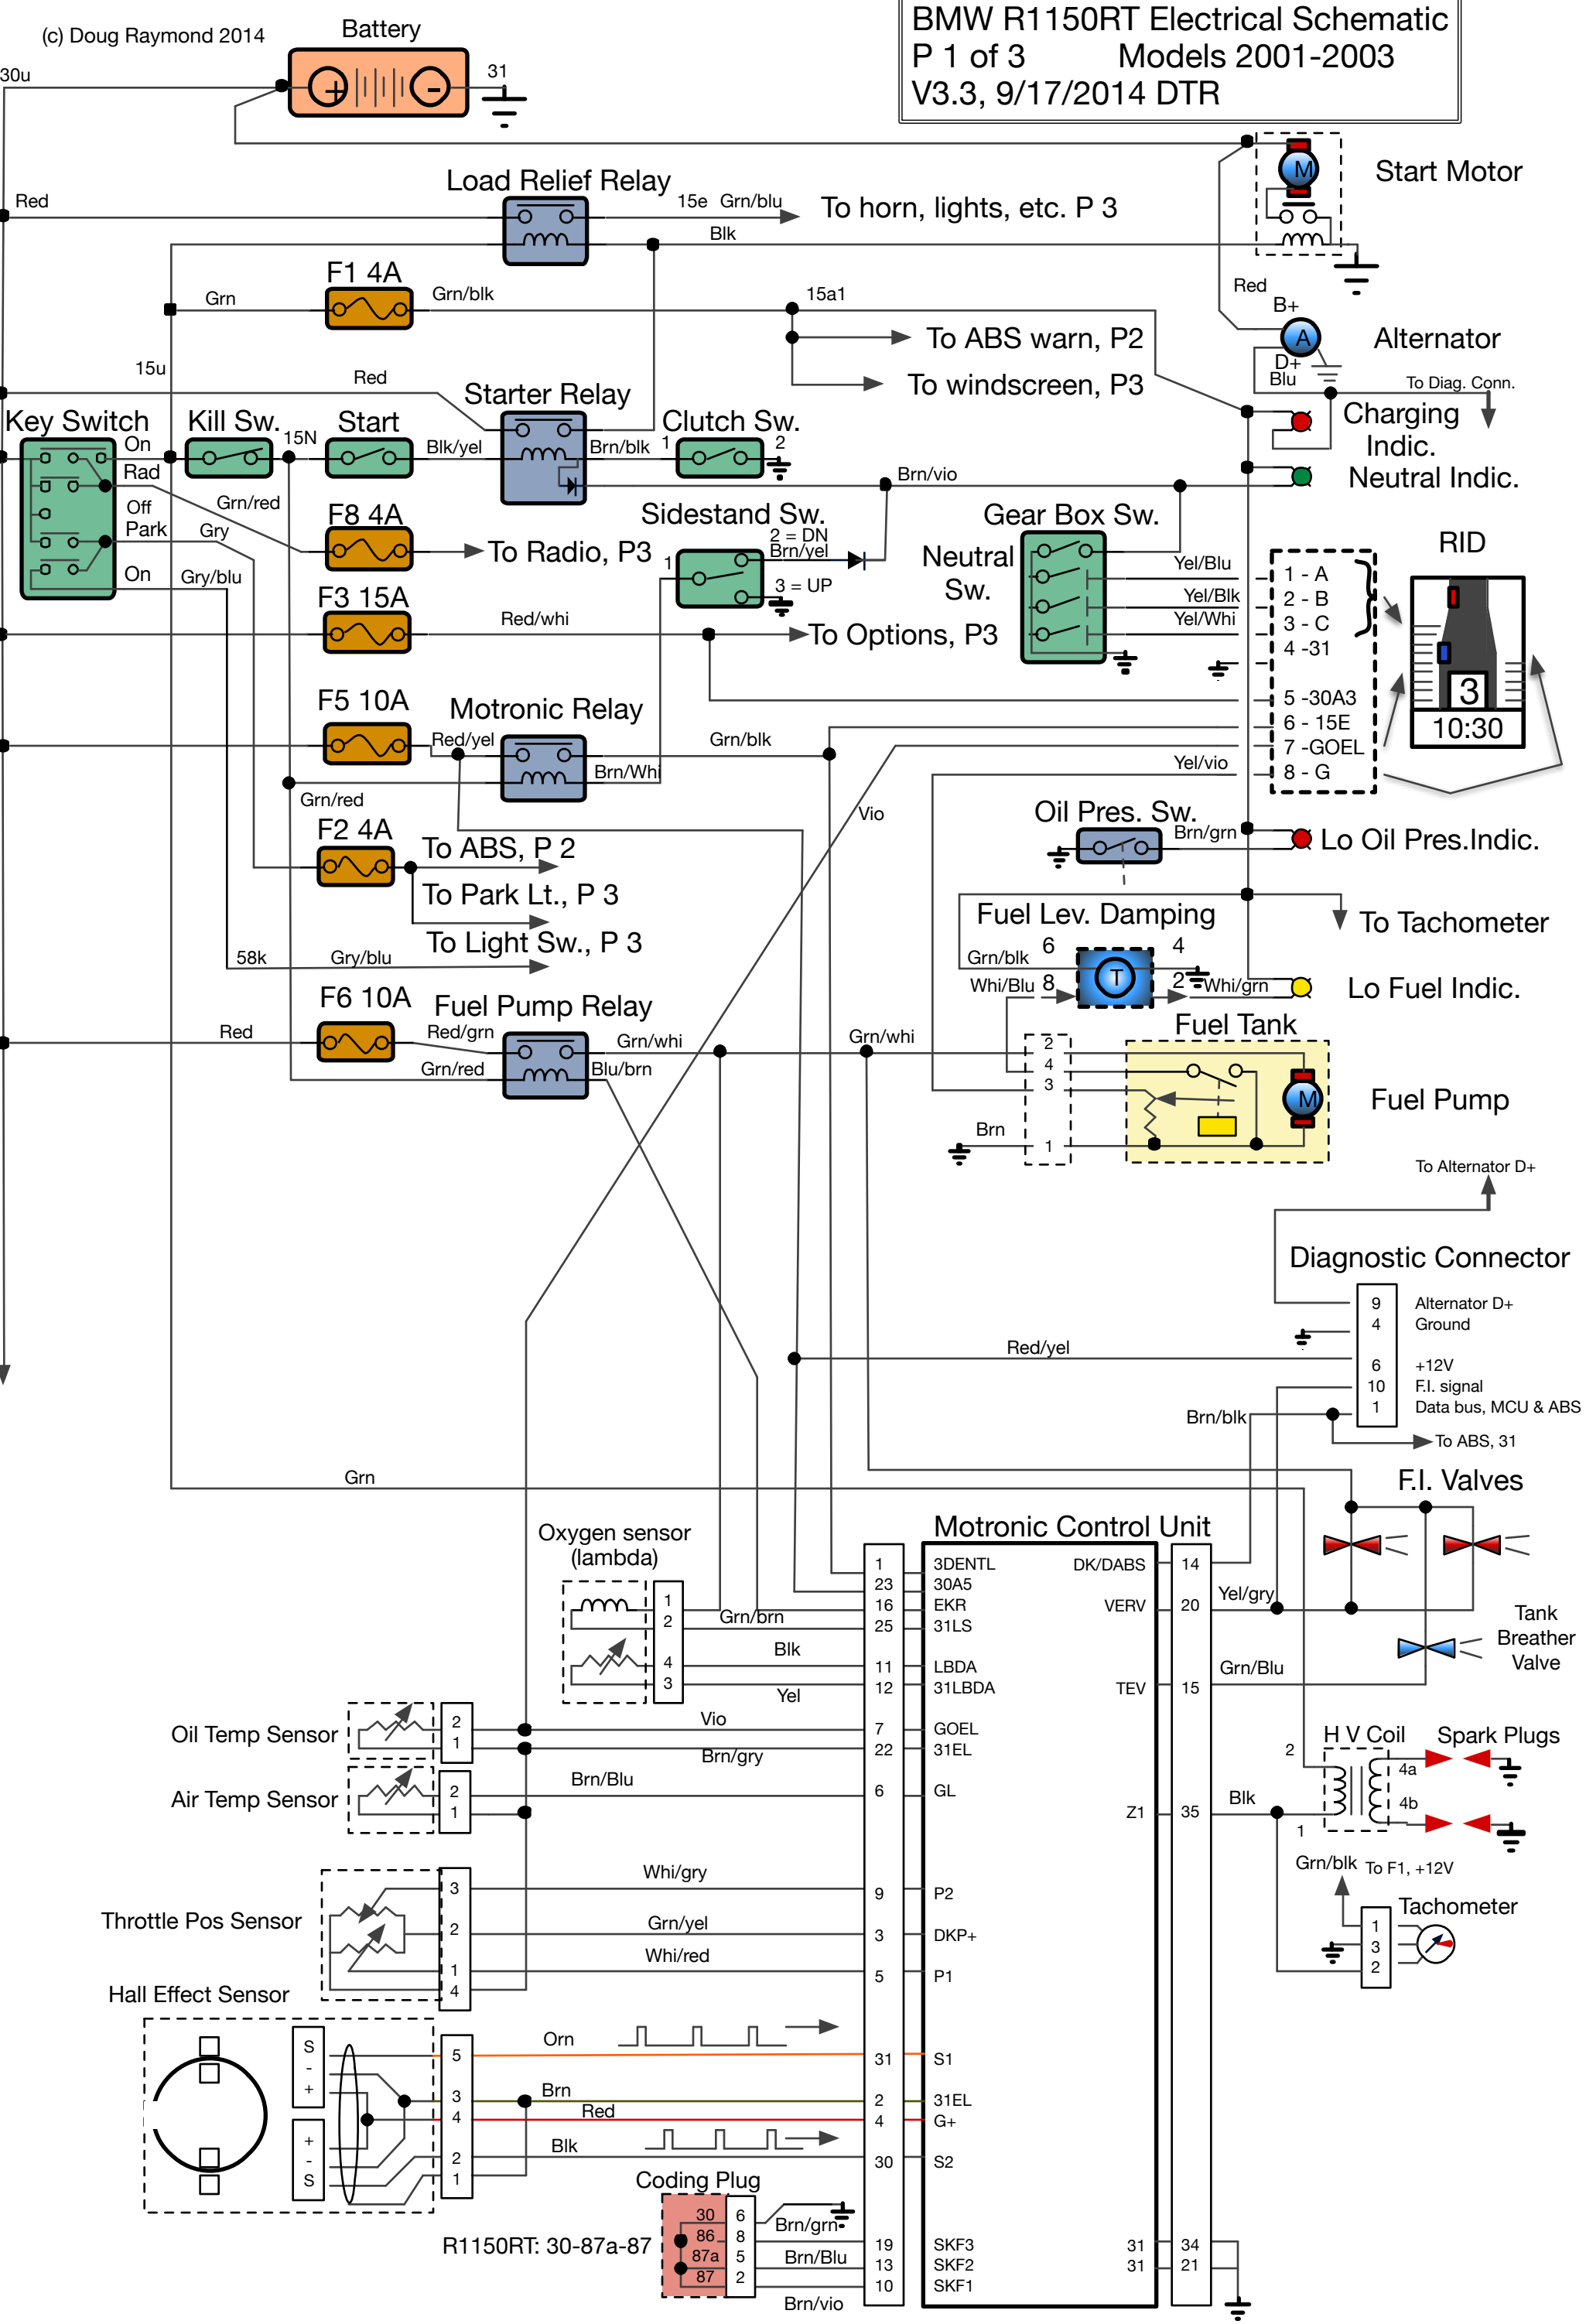 BMW R1150RT Electrical Schematic
P 1 of 3 Models 2001-2003
V3.3, 9/17/2014 DTR
(c) Doug Raymond 2014
Battery
30u
+
-
31
M
Start Motor
Load Relief Relay
Red
15e Grn/blu
To horn, lights, etc. P 3
Blk
F1 4A
Grn
Grn/blk
15a1
Red
B+
A
Alternator
D+
Blu
To ABS warn, P2
To windscreen, P3
To Diag. Conn.
15u
Red
Starter Relay
Charging
Indic.
Key Switch
On
Kill Sw.
15N
Start
Blk/yel
Brn/blk
Clutch Sw.
1
2
Rad
Off
Park
On
Grn/red
Gry
Gry/blu
Brn/vio
Neutral Indic.
F8 4A
To Radio, P3
Sidestand Sw.
2 = DN
Brn/yel
1
3 = UP
Gear Box Sw.
Neutral
Sw.
Yel/Blu
Yel/Blk
Yel/Whi
1 - A
2 - B
3 - C
4 -31
5 -30A3
6 - 15E
7 -GOEL
8 - G
RID
3
10:30
F3 15A
Red/whi
To Options, P3
F5 10A
Red/yel
Motronic Relay
Grn/blk
Brn/Whi
Yel/vio
Vio
Grn/red
F2 4A
To ABS, P 2
To Park Lt., P 3
To Light Sw., P 3
58k
Gry/blu
Oil Pres. Sw.
Brn/grn
Lo Oil Pres.Indic.
Fuel Lev. Damping
To Tachometer
Grn/blk
6
4
T
Whi/Blu
8
2
Whi/grn
Lo Fuel Indic.
F6 10A
Red
Red/grn
Fuel Pump Relay
Grn/whi
Grn/red
Blu/brn
Grn/whi
Fuel Tank
2
4
3
1
M
Fuel Pump
Brn
To Alternator D+
Diagnostic Connector
9 Alternator D+
4 Ground
6 +12V
10 F.I. signal
1 Data bus, MCU & ABS
Red/yel
Brn/blk
To ABS, 31
Grn
F.I. Valves
Motronic Control Unit
Oxygen sensor
(lambda)
1
2
4
3
Grn/brn
Blk
Yel
1 3DENTL
23 30A5
16 EKR
25 31LS
11 LBDA
12 31LBDA
7 GOEL
22 31EL
6 GL
9 P2
3 DKP+
5 P1
31 S1
2 31EL
4 G+
30 S2
19 SKF3
13 SKF2
10 SKF1
DK/DABS 14
VERV 20
TEV 15
Z1 35
31 34
31 21
Yel/gry
Tank
Breather
Valve
Grn/Blu
Oil Temp Sensor
2
1
Vio
Brn/gry
Air Temp Sensor
2
1
Brn/Blu
H V Coil
Spark Plugs
2
4a
4b
1
Blk
Grn/blk
To F1, +12V
Tachometer
1
3
2
Throttle Pos Sensor
3
2
1
4
Whi/gry
Grn/yel
Whi/red
Hall Effect Sensor
S
-
+
+
-
S
5
3
4
2
1
Orn
Brn
Red
Blk
Coding Plug
R1150RT: 30-87a-87
30 6
86 8
87a 5
87 2
Brn/grn
Brn/Blu
Brn/vio